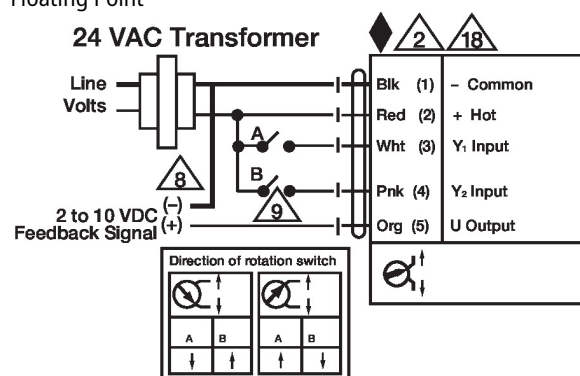 Floating Point
24 VAC Transformer
2 18
Line
Volts
Blk (1) – Common
Red (2) + Hot
A
Wht (3) Y₁ Input
B
Pnk (4) Y₂ Input
8
9
2 to 10 VDC (–)
Feedback Signal (+)
Org (5) U Output
Direction of rotation switch
A B A B